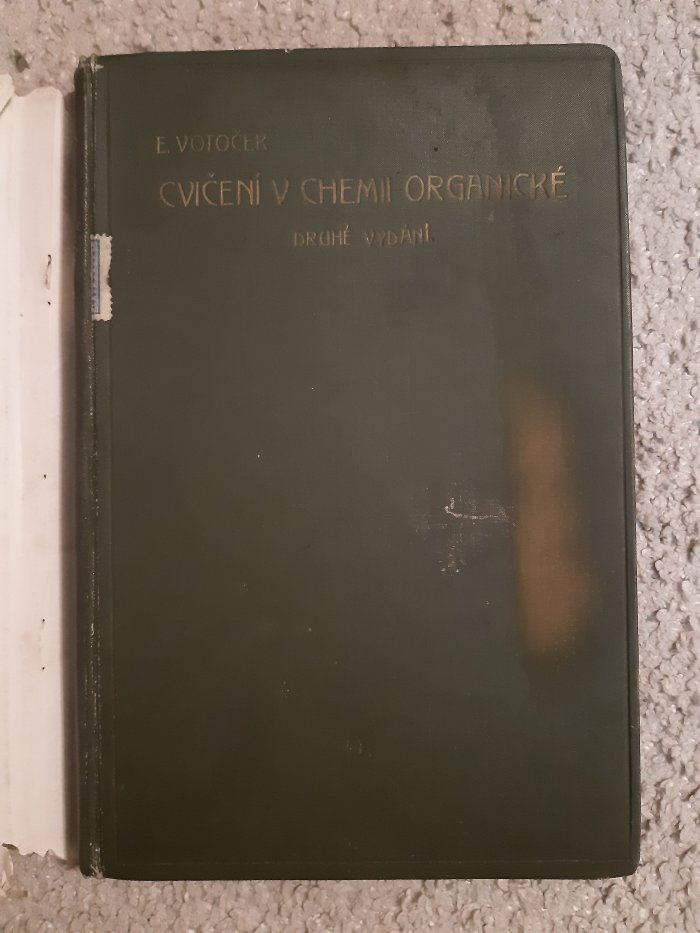 E. VOTOČEK
CVIČENÍ V CHEMII ORGANICKÉ
DRUHÉ VYDÁNÍ.